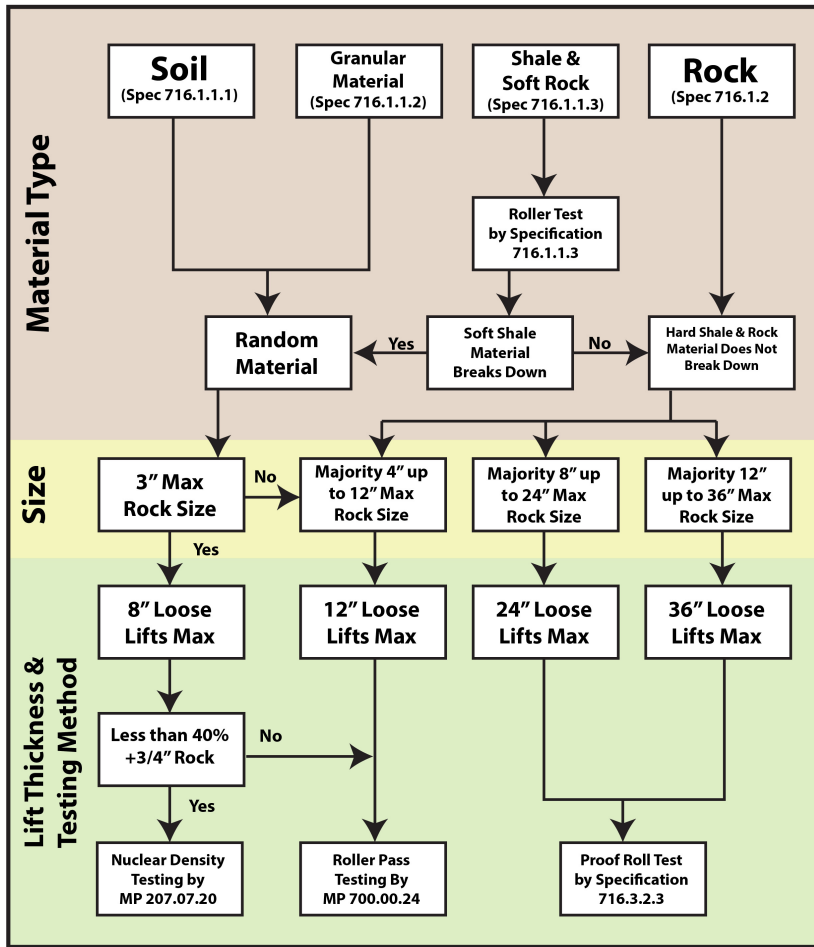 Material Type
Soil
(Spec 716.1.1.1)
Granular
Material
(Spec 716.1.1.2)
Shale &
Soft Rock
(Spec 716.1.1.3)
Rock
(Spec 716.1.2
Roller Test
by Specification
716.1.1.3
Random
Material
Yes
Soft Shale
Material
Breaks Down
No
Hard Shale & Rock
Material Does Not
Break Down
Size
3” Max
Rock Size
No
Majority 4” up
to 12” Max
Rock Size
Majority 8” up
to 24” Max
Rock Size
Majority 12”
up to 36” Max
Rock Size
Yes
Lift Thickness &
Testing Method
8” Loose
Lifts Max
12” Loose
Lifts Max
24” Loose
Lifts Max
36” Loose
Lifts Max
Less than 40%
+3/4” Rock
No
Yes
Nuclear Density
Testing by
MP 207.07.20
Roller Pass
Testing By
MP 700.00.24
Proof Roll Test
by Specification
716.3.2.3